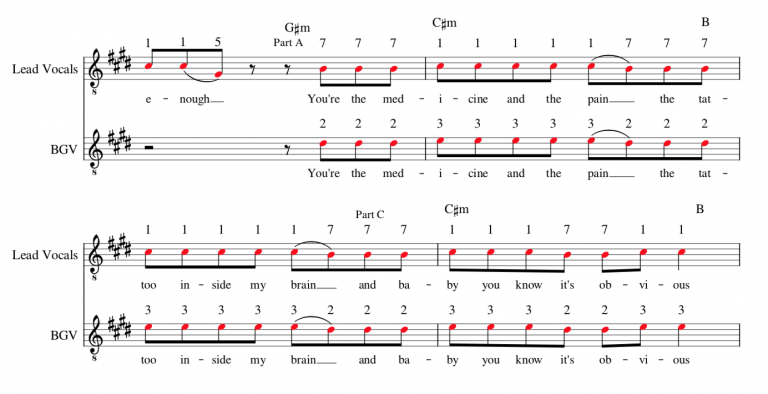 G♯m C♯m B
1 1 5 Part A 7 7 7 1 1 1 1 1 7 7 7
Lead Vocals
e - nough__ You're the med - i - cine and the pain__ the tat -
2 2 2 3 3 3 3 3 2 2 2
BGV
You're the med - i - cine and the pain__ the tat -
Part C C♯m B
1 1 1 1 1 7 7 7 1 1 1 7 7 1 1
Lead Vocals
too in - side my brain__ and ba - by you know it's ob - vi - ous
3 3 3 3 3 2 2 2 3 3 3 2 2 3 3
BGV
too in - side my brain__ and ba - by you know it's ob - vi - ous